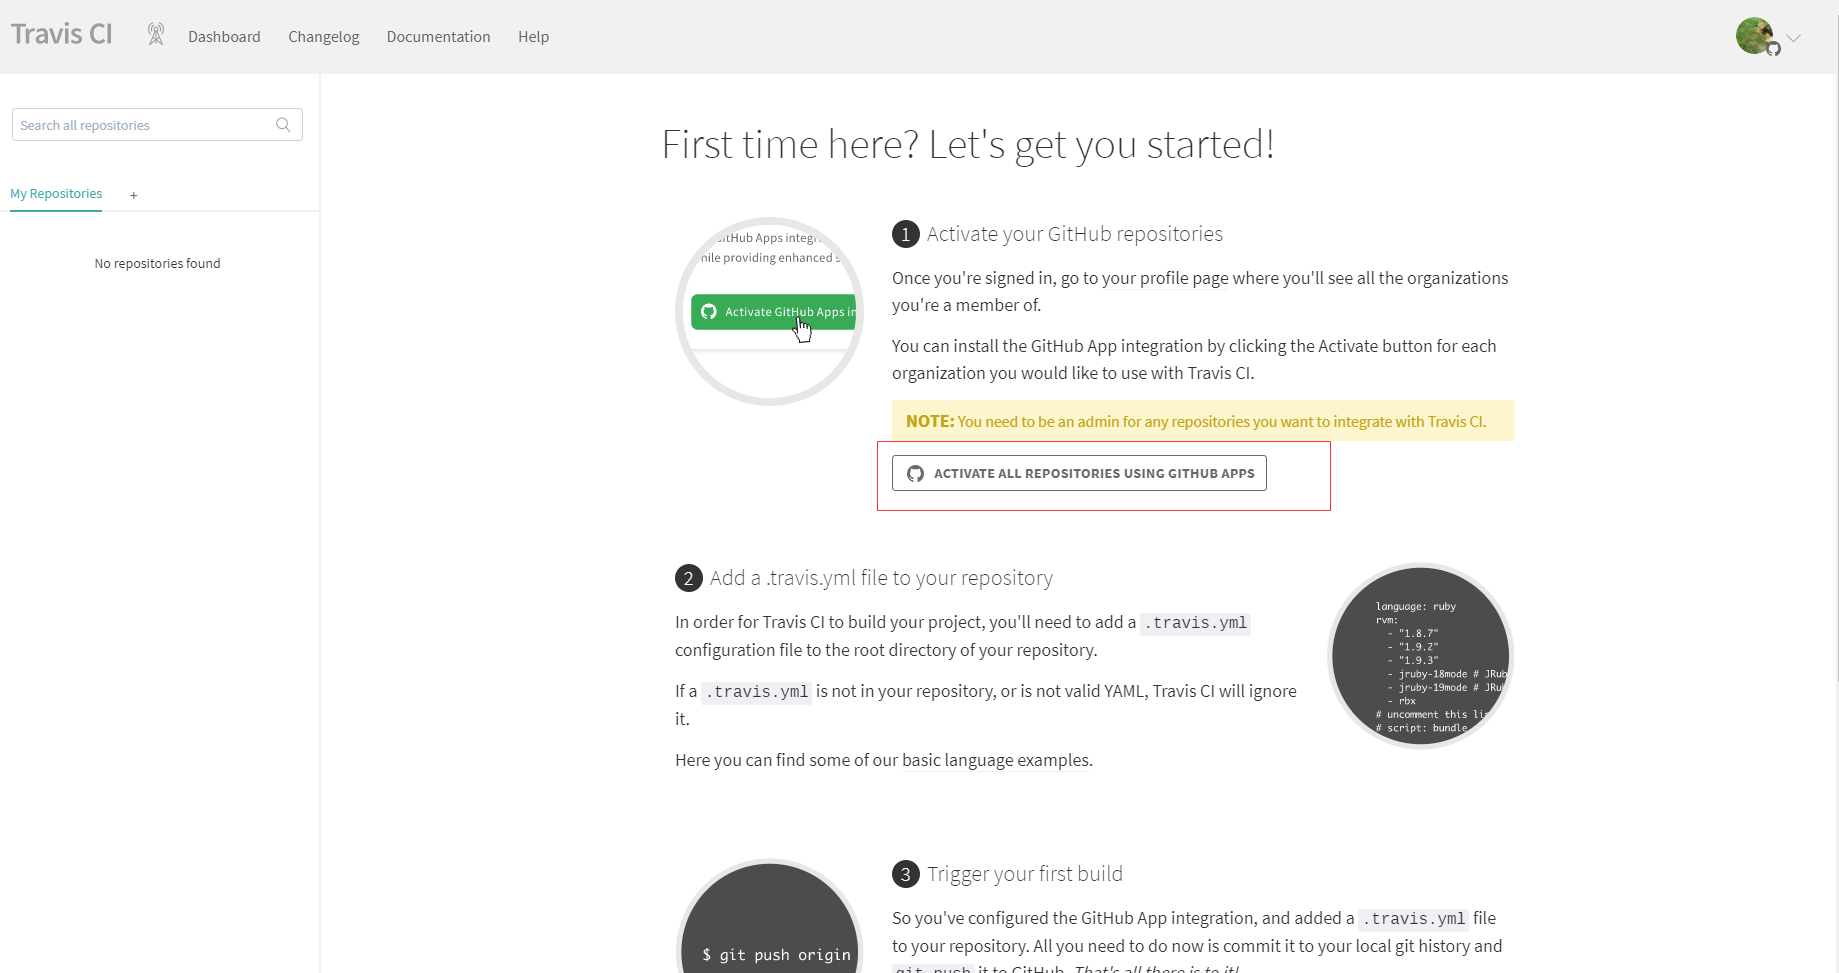 Travis CI
Dashboard
Changelog
Documentation
Help
Search all repositories
My Repositories
+
No repositories found
First time here? Let's get you started!
GitHub Apps
while providing enhanced
Activate GitHub Apps
1 Activate your GitHub repositories
Once you're signed in, go to your profile page where you'll see all the organizations
you're a member of.
You can install the GitHub App integration by clicking the Activate button for each
organization you would like to use with Travis CI.
NOTE: You need to be an admin for any repositories you want to integrate with Travis CI.
ACTIVATE ALL REPOSITORIES USING GITHUB APPS
2 Add a .travis.yml file to your repository
In order for Travis CI to build your project, you'll need to add a .travis.yml
configuration file to the root directory of your repository.
If a .travis.yml is not in your repository, or is not valid YAML, Travis CI will ignore
it.
Here you can find some of our basic language examples.
language: ruby
rvm:
- "1.8.7"
- "1.9.2"
- "1.9.3"
- jruby-18mode # JRub
- jruby-19mode # JRub
- rbx
# uncomment this
# script: bundle
3 Trigger your first build
So you've configured the GitHub App integration, and added a .travis.yml file
to your repository. All you need to do now is commit it to your local git history and
git push it to GitHub. That's all there is to it!
$ git push origin